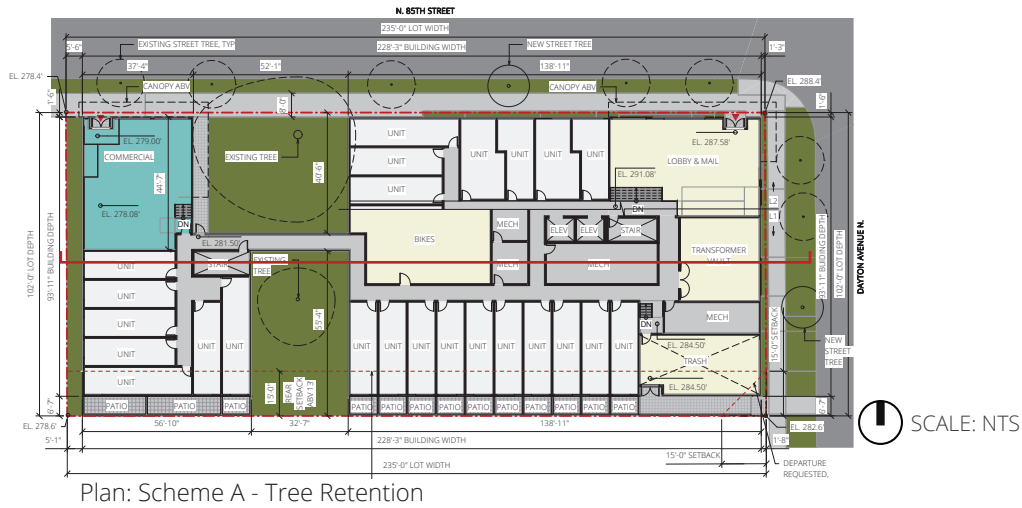 N. 85TH STREET
235'-0" LOT WIDTH
5'-6"
228'-3" BUILDING WIDTH
1'-3"
EXISTING STREET TREE, TYP
NEW STREET TREE
37'-4"
52'-1"
138'-11"
EL. 278.4'
EL. 288.4'
CANOPY ABV
CANOPY ABV
1'-6"
8'-0"
1'-6"
EL. 279.00'
COMMERCIAL
EXISTING TREE
44'-7"
40'-6"
EL. 278.08'
DN
EL. 281.50'
UNIT
UNIT
UNIT
UNIT
UNIT
UNIT
UNIT
EL. 287.58'
LOBBY & MAIL
EL. 291.08'
DN
L2
L1
BIKES
MECH
MECH
ELEV
ELEV
STAIR
MECH
TRANSFORMER
VAULT
102'-0" LOT DEPTH
93'-11" BUILDING DEPTH
93'-11" BUIDING DEPTH
102'-0" LOT DEPTH
DAYTON AVENUE N.
STAIR
EXISTING
TREE
UNIT
UNIT
UNIT
UNIT
UNIT
UNIT
UNIT
55'-4"
UNIT
UNIT
UNIT
UNIT
UNIT
UNIT
UNIT
UNIT
UNIT
UNIT
DN
MECH
EL. 284.50'
TRASH
EL. 284.50'
15'-0" SETBACK
NEW
STREET
TREE
15'-0"
REAR
SETBACK
ABV 13'
6'-7"
PATIO
PATIO
PATIO
PATIO
PATIO
PATIO
PATIO
PATIO
PATIO
PATIO
PATIO
PATIO
PATIO
6'-7"
EL. 278.6'
56'-10"
32'-7"
138'-11"
EL. 282.6'
5'-1"
228'-3" BUILDING WIDTH
1'-8"
15'-0" SETBACK
235'-0" LOT WIDTH
DEPARTURE
REQUESTED,
SCALE: NTS
Plan: Scheme A - Tree Retention